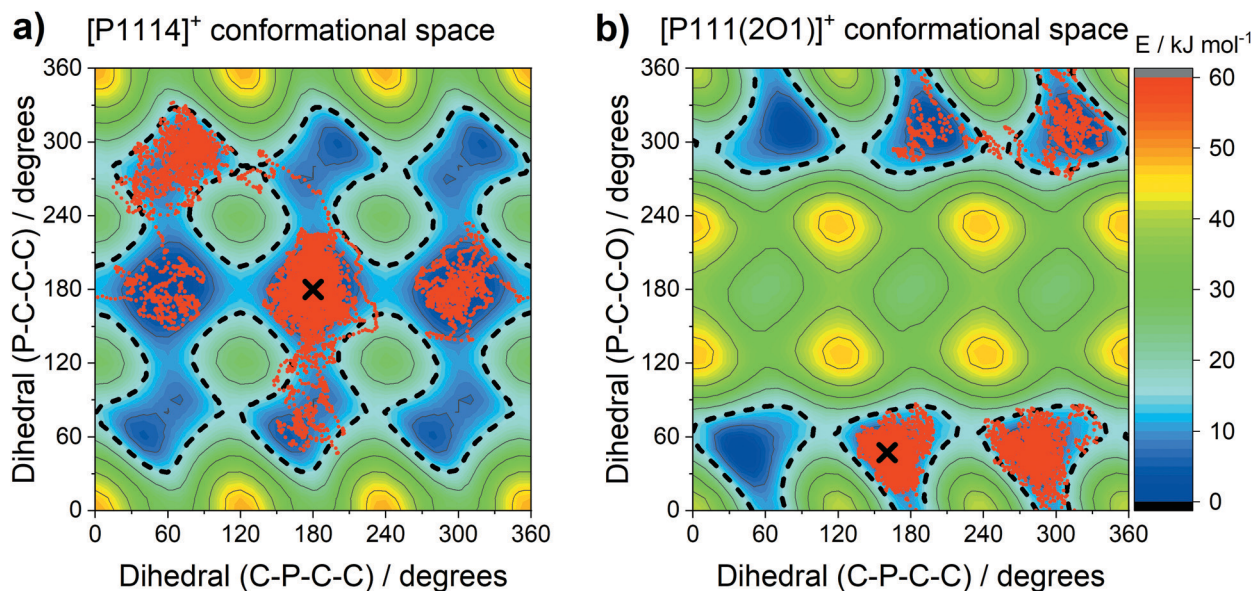 a) [P1114]⁺ conformational space
b) [P111(2O1)]⁺ conformational space
E / kJ mol⁻¹
Dihedral (P-C-C-C) / degrees
360
300
240
180
120
60
0
0 60 120 180 240 300 360
Dihedral (C-P-C-C) / degrees
Dihedral (P-C-C-O) / degrees
360
300
240
180
120
60
0
0 60 120 180 240 300 360
Dihedral (C-P-C-C) / degrees
60
50
40
30
20
10
0